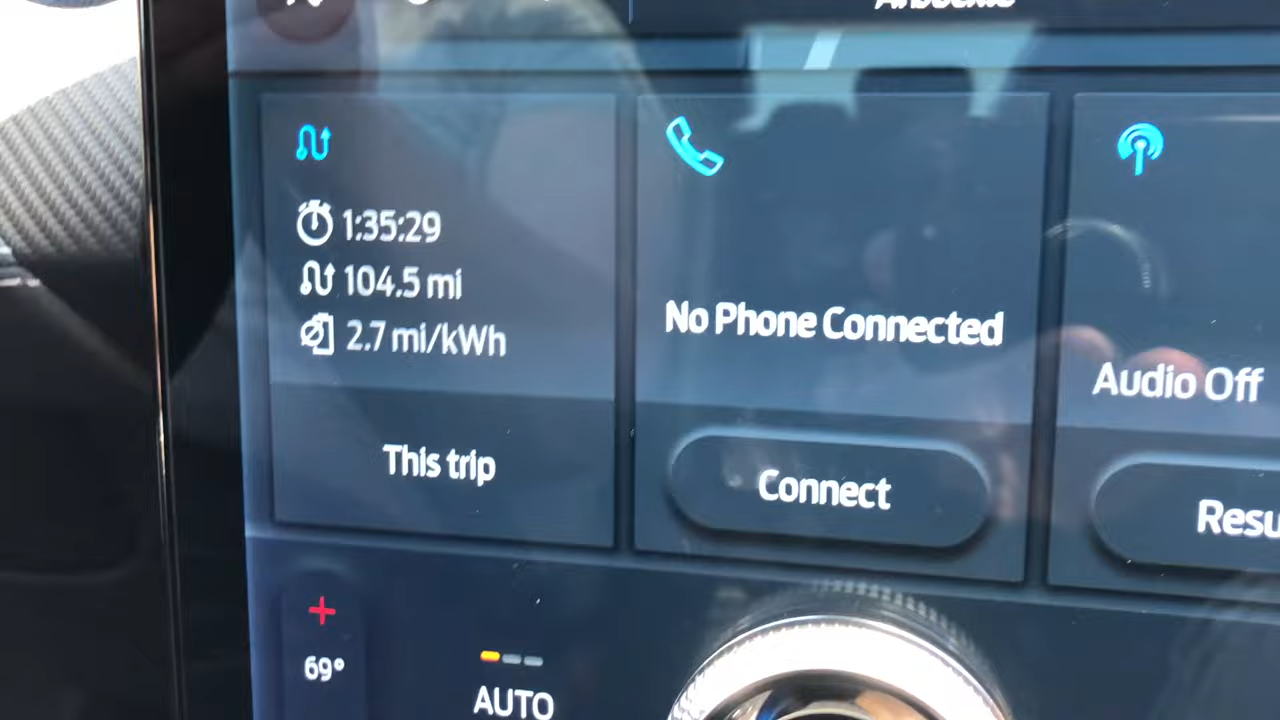 Arbuckle
1:35:29
104.5 mi
2.7 mi/kWh
This trip
No Phone Connected
Connect
Audio Off
Resu
+
69°
AUTO